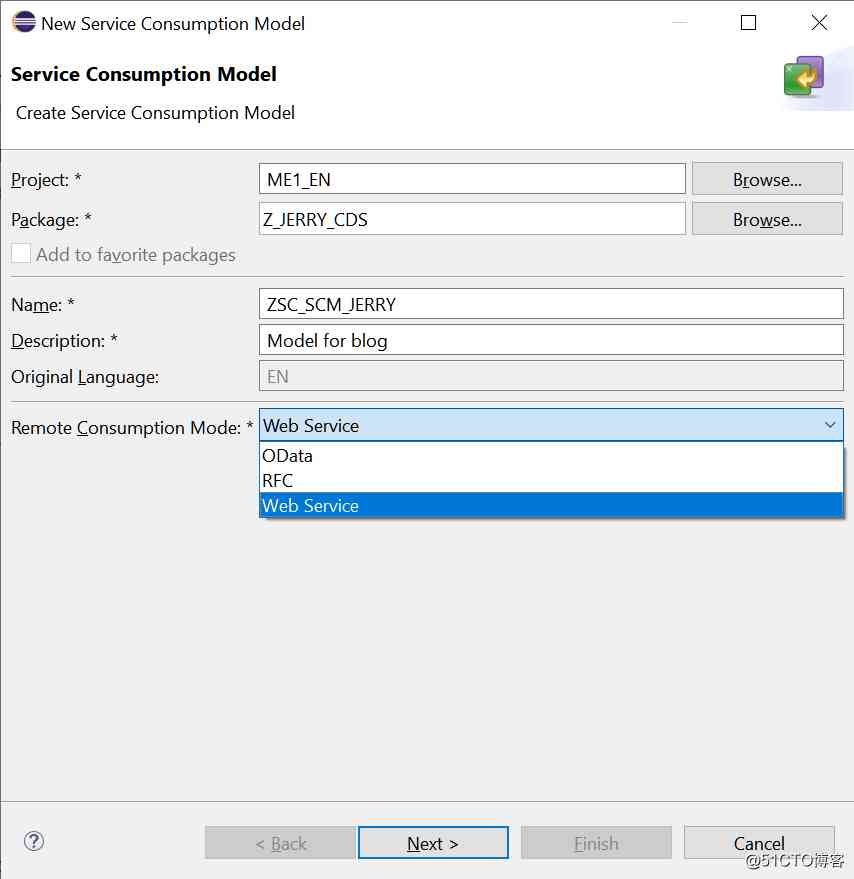 New Service Consumption Model
Service Consumption Model
Create Service Consumption Model
Project: * ME1_EN Browse...
Package: * Z_JERRY_CDS Browse...
Add to favorite packages
Name: * ZSC_SCM_JERRY
Description: * Model for blog
Original Language: EN
Remote Consumption Mode: * Web Service
OData
RFC
Web Service
< Back Next > Finish Cancel
@51CTO博客